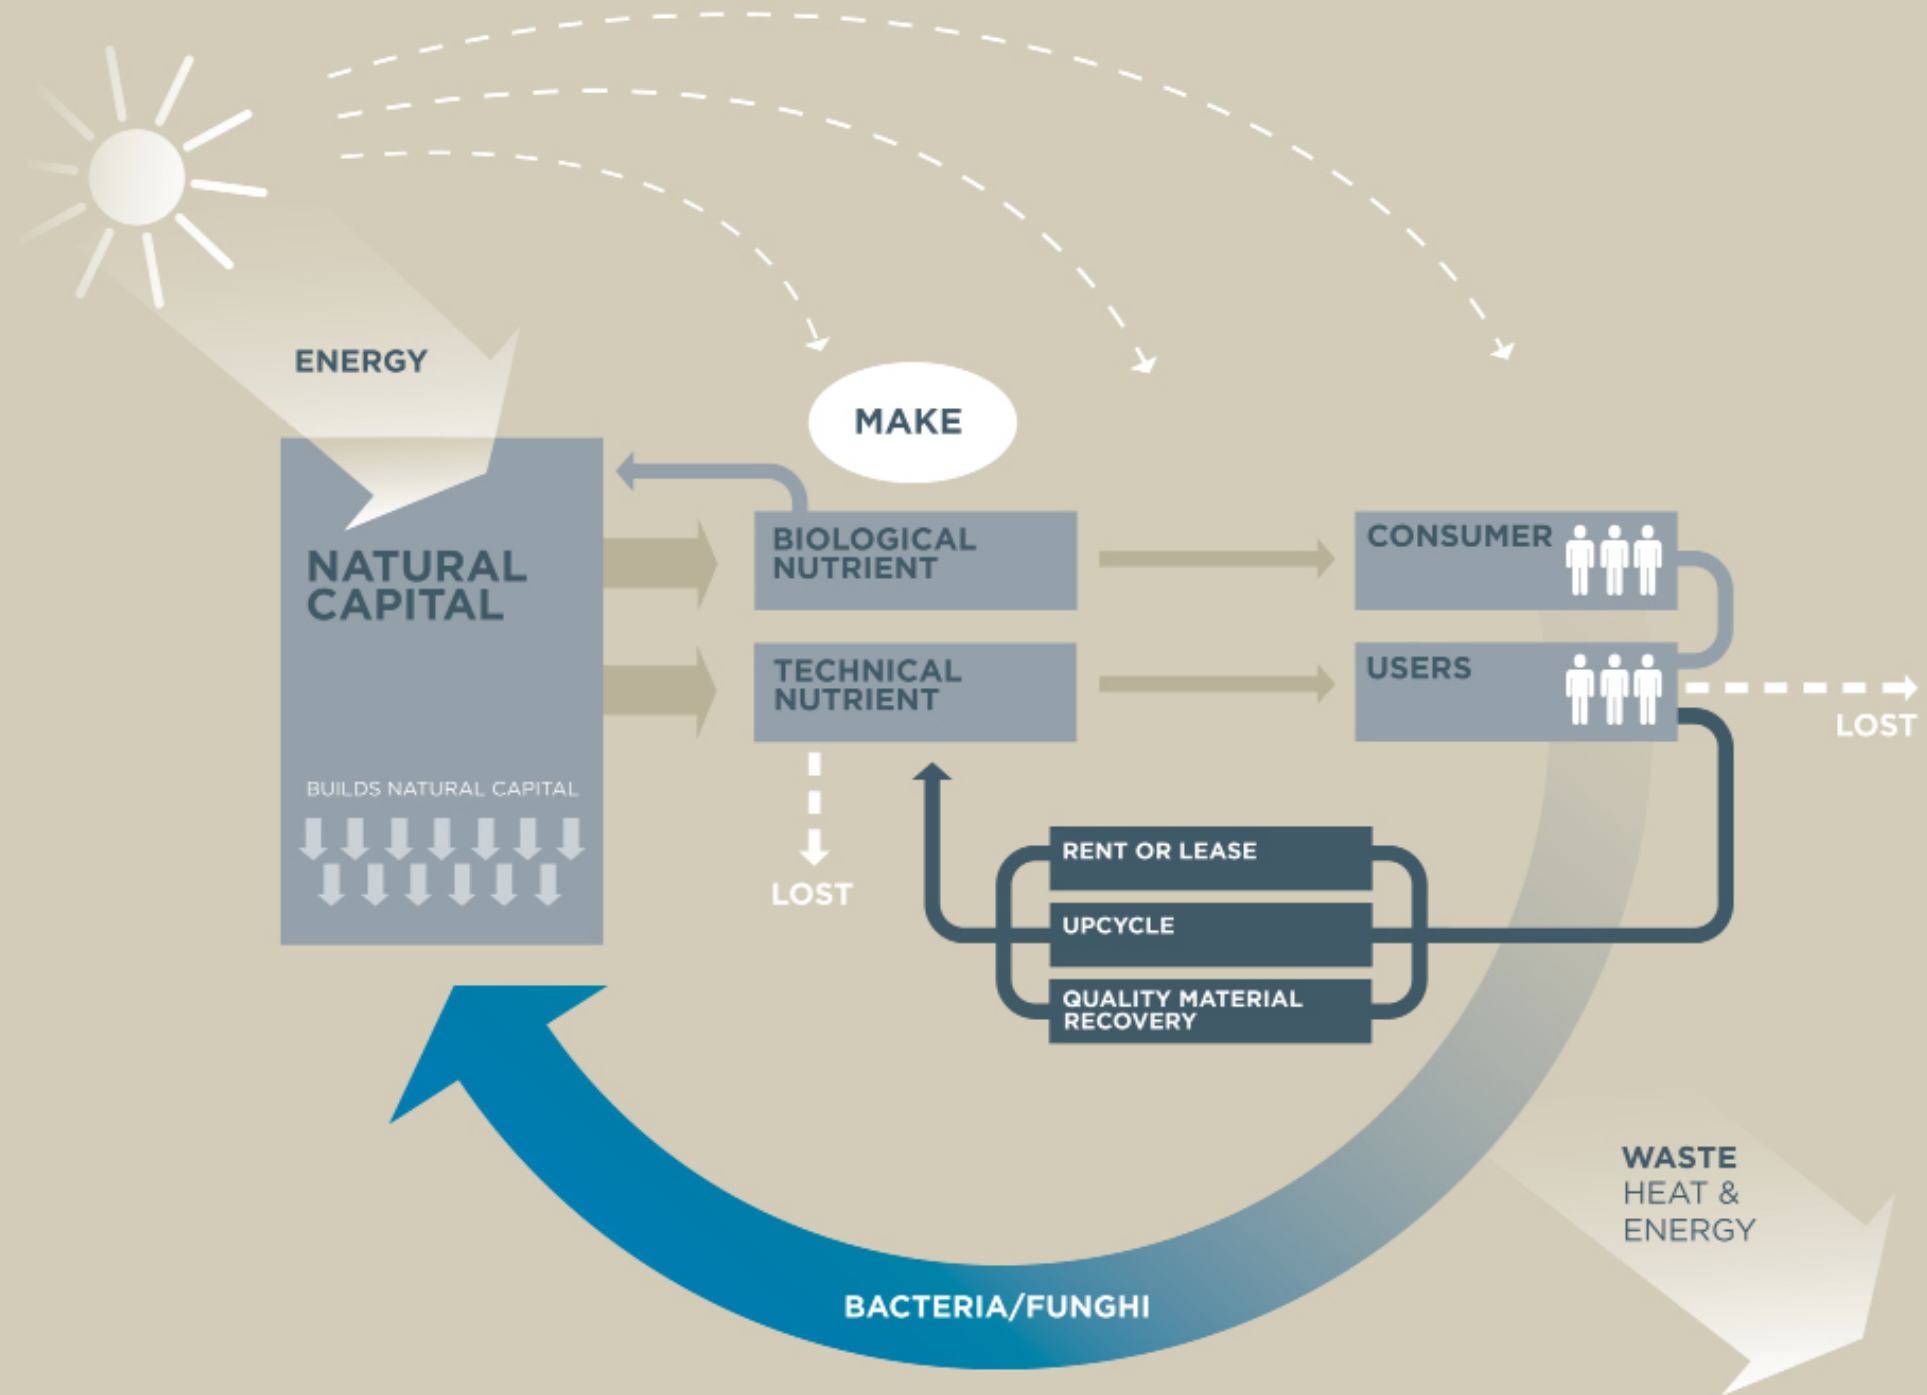 ENERGY
MAKE
NATURAL
CAPITAL
BIOLOGICAL
NUTRIENT
CONSUMER
TECHNICAL
NUTRIENT
USERS
LOST
BUILDS NATURAL CAPITAL
LOST
RENT OR LEASE
UPCYCLE
QUALITY MATERIAL
RECOVERY
WASTE
HEAT &
ENERGY
BACTERIA/FUNGHI